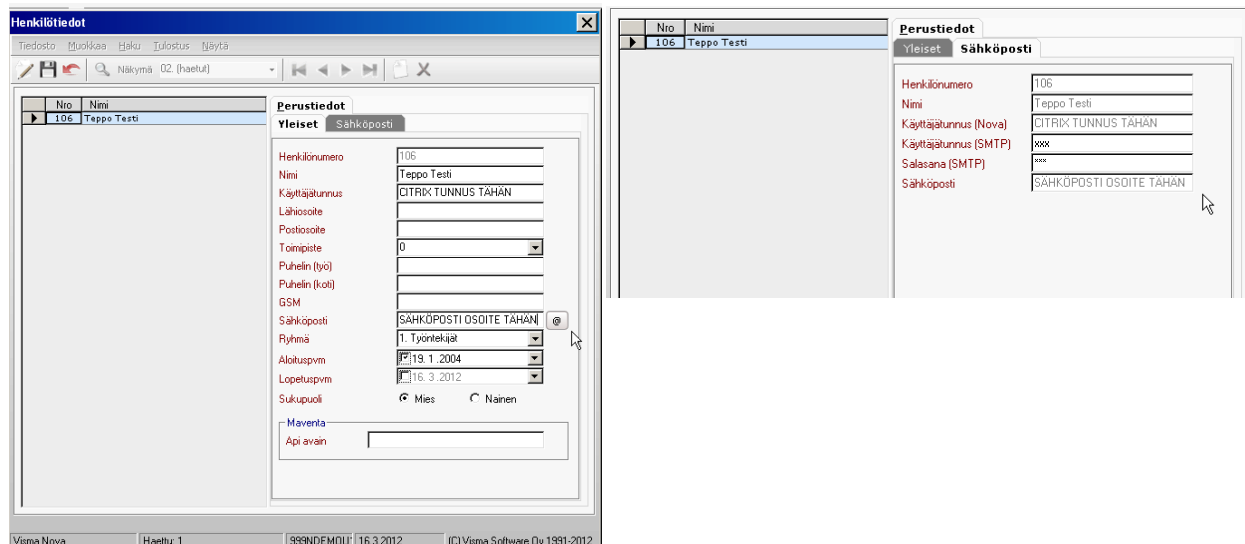 Henkilötiedot
Tiedosto Muokkaa Haku Tulostus Näytä
Näkymä 02. (haetut)
Nro Nimi
106 Teppo Testi
Perustiedot
Yleiset Sähköposti
Henkilönumero 106
Nimi Teppo Testi
Käyttäjätunnus CITRIX TUNNUS TÄHÄN
Lähiosoite
Postiosoite
Toimipiste 0
Puhelin (työ)
Puhelin (koti)
GSM
Sähköposti SÄHKÖPOSTI OSOITE TÄHÄN @
Ryhmä 1. Työntekijät
Aloituspvm 19. 1 .2004
Lopetuspvm 16. 3 .2012
Sukupuoli Mies Nainen
Maventa
Api avain
Visma Nova Haettu: 1 999NDEMOLI 16.3.2012 (C) Visma Software Oy 1991-2012
Nro Nimi
106 Teppo Testi
Perustiedot
Yleiset Sähköposti
Henkilönumero 106
Nimi Teppo Testi
Käyttäjätunnus (Nova) CITRIX TUNNUS TÄHÄN
Käyttäjätunnus (SMTP) xxx
Salasana (SMTP) ***
Sähköposti SÄHKÖPOSTI OSOITE TÄHÄN